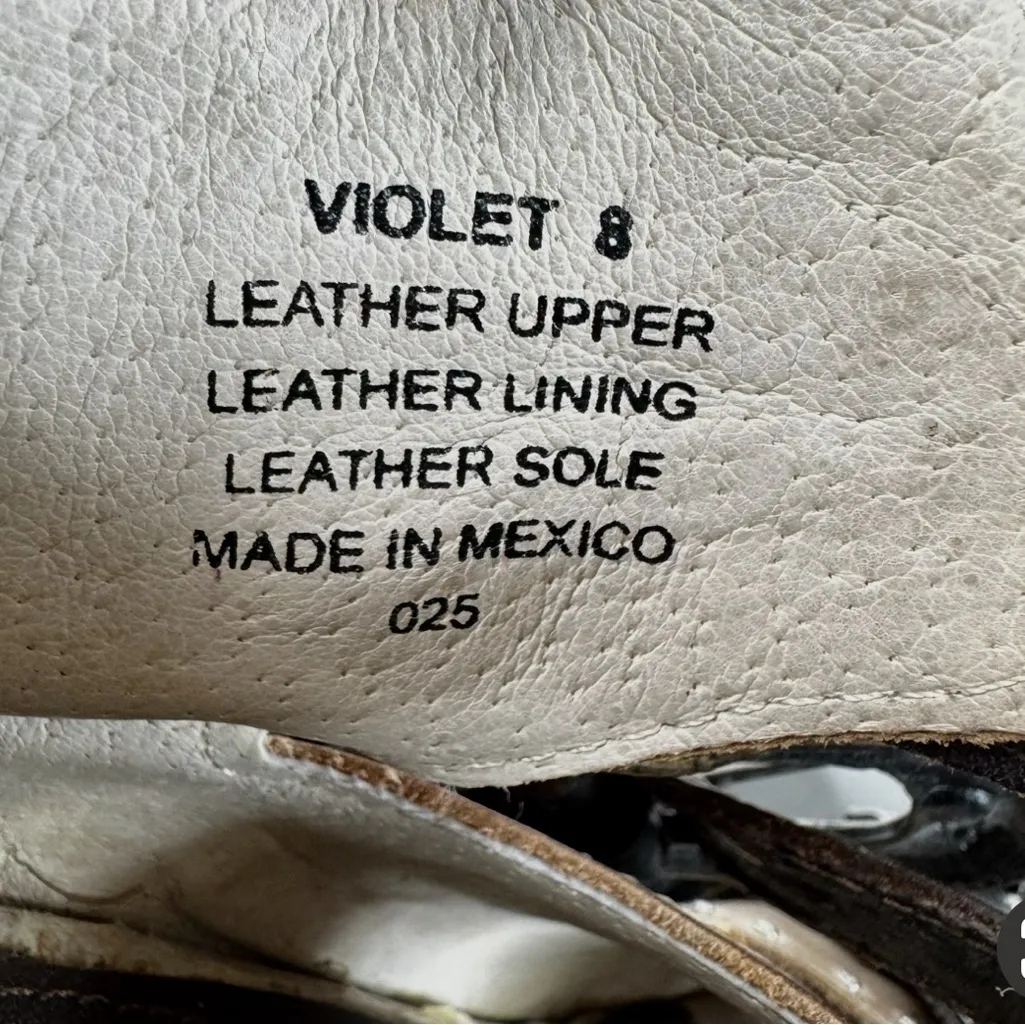 VIOLET 8
LEATHER UPPER
LEATHER LINING
LEATHER SOLE
MADE IN MEXICO
025